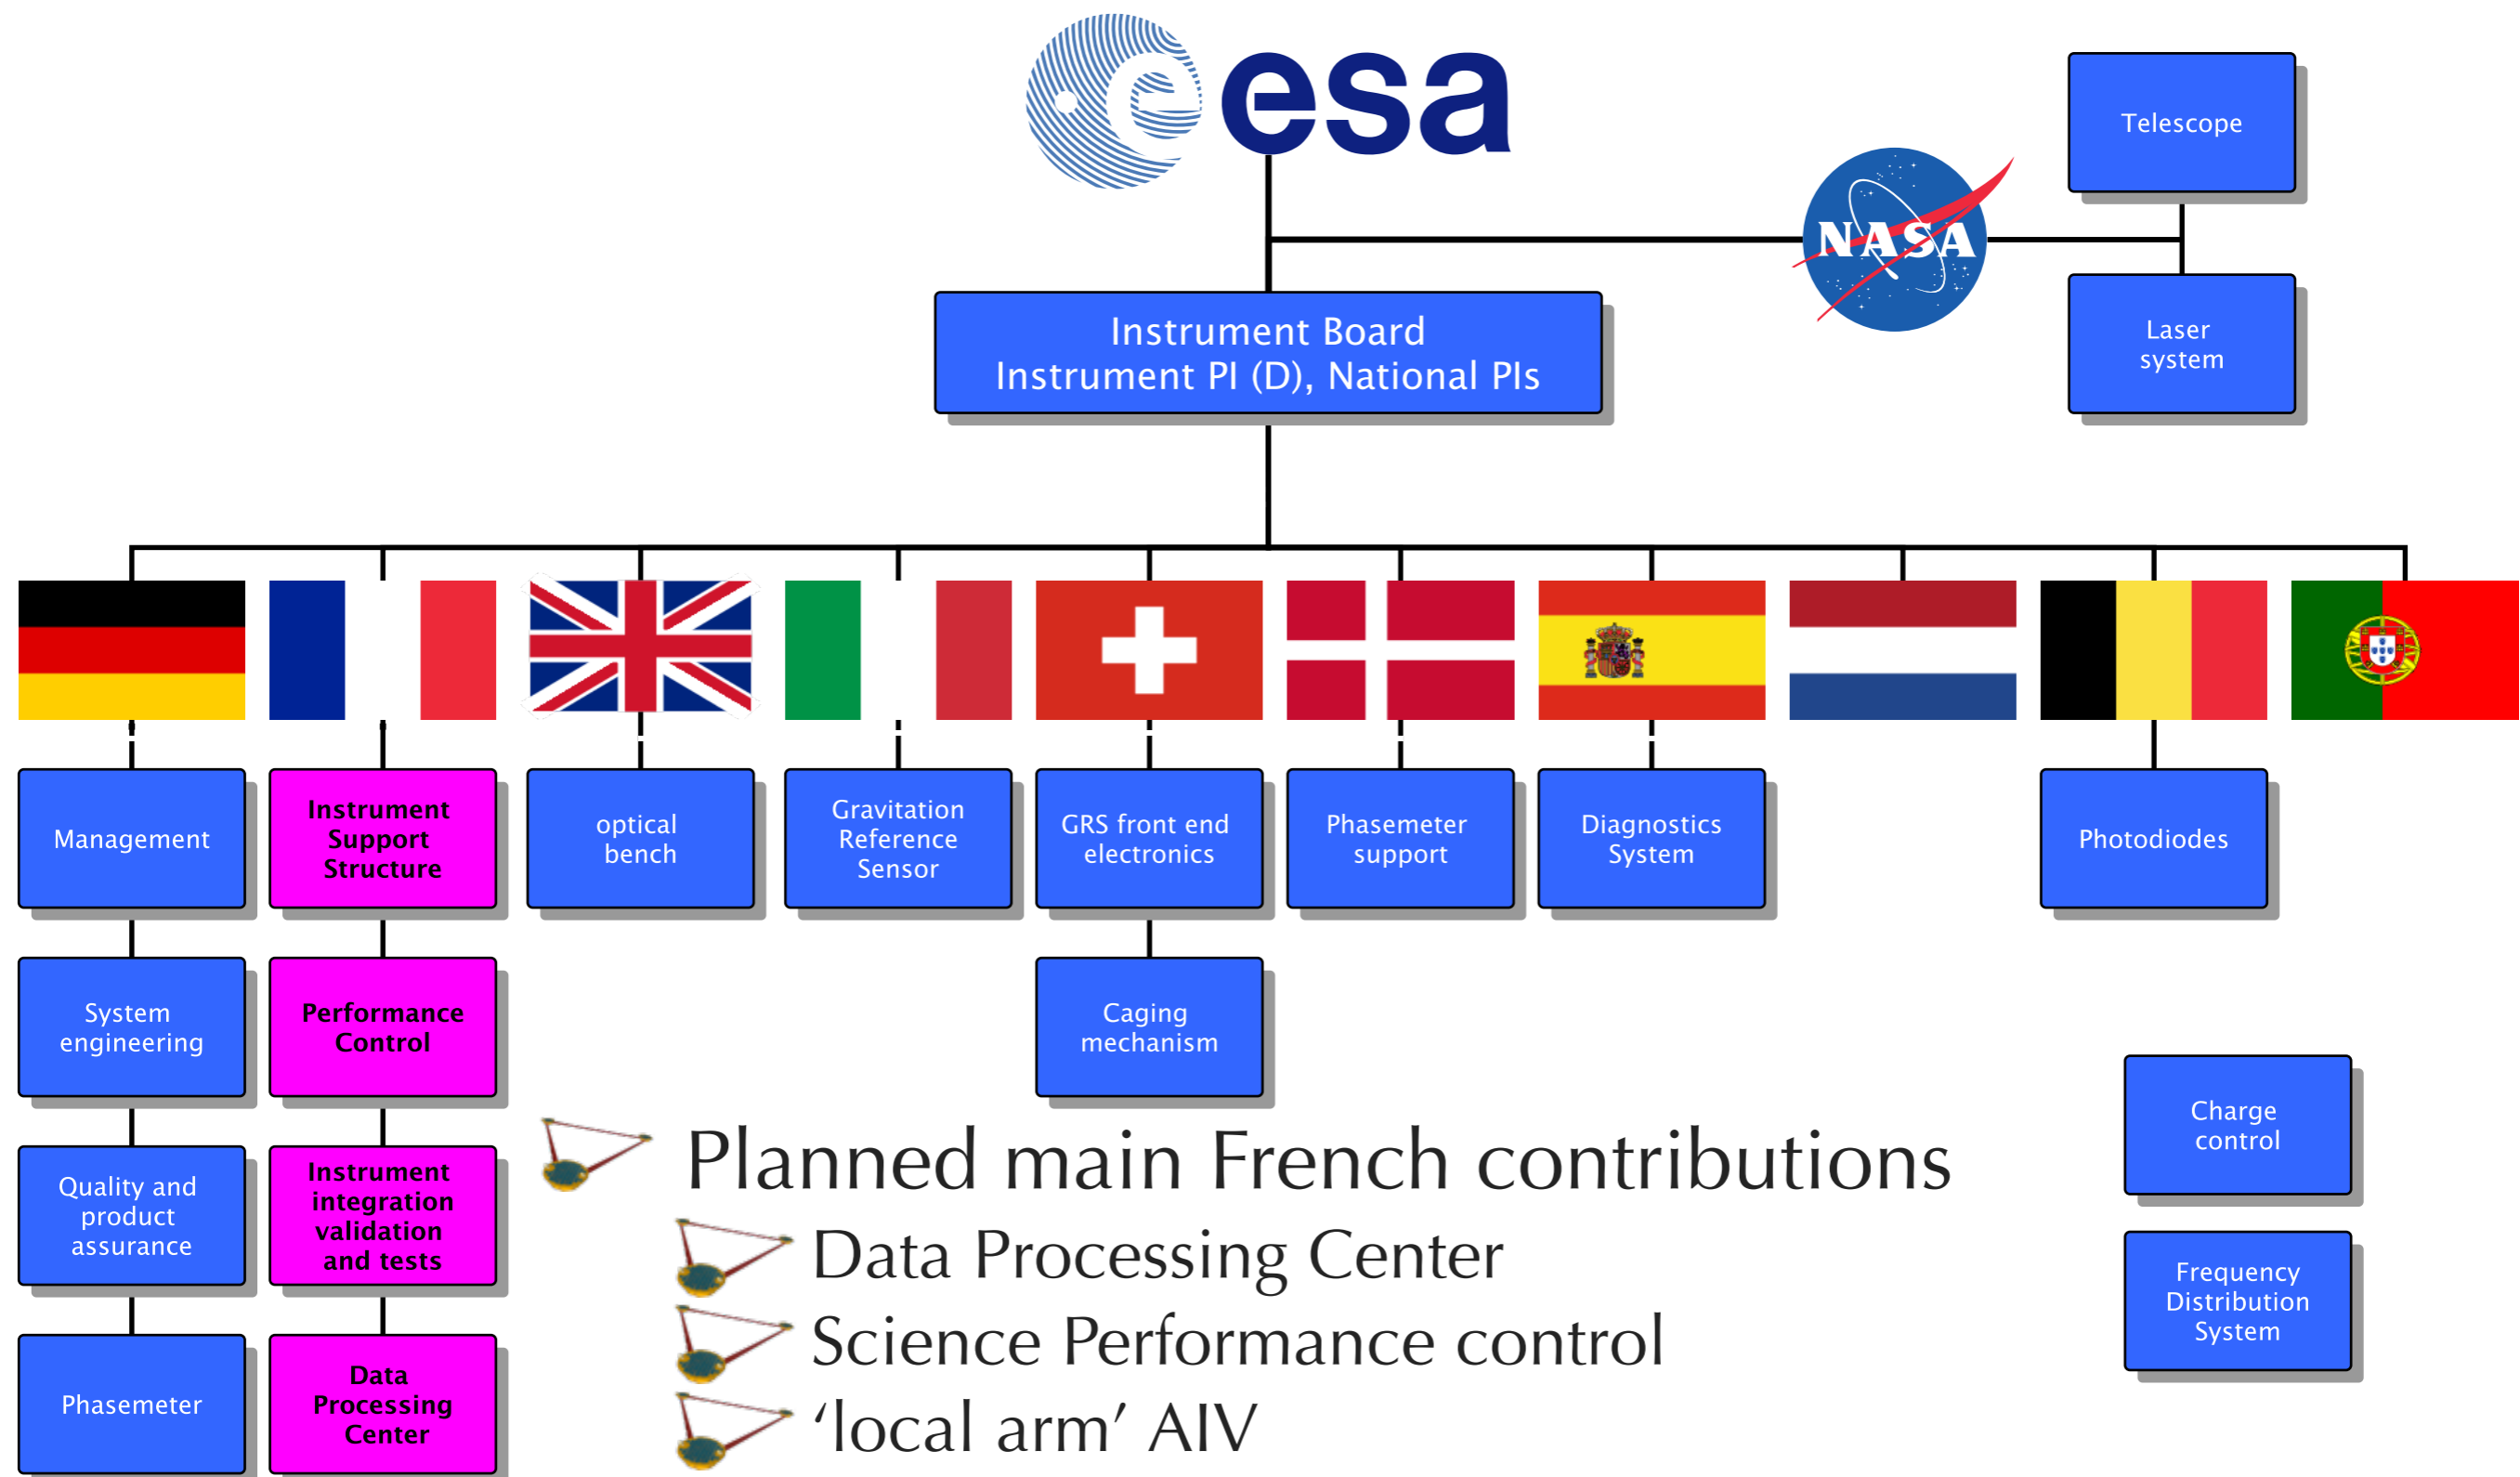 esa
NASA
Telescope
Laser
system
Instrument Board
Instrument PI (D), National PIs
Management
Instrument
Support
Structure
optical
bench
Gravitation
Reference
Sensor
GRS front end
electronics
Phasemeter
support
Diagnostics
System
Photodiodes
System
engineering
Performance
Control
Caging
mechanism
Quality and
product
assurance
Instrument
integration
validation
and tests
Charge
control
Phasemeter
Data
Processing
Center
Frequency
Distribution
System
Planned main French contributions
Data Processing Center
Science Performance control
‘local arm’ AIV